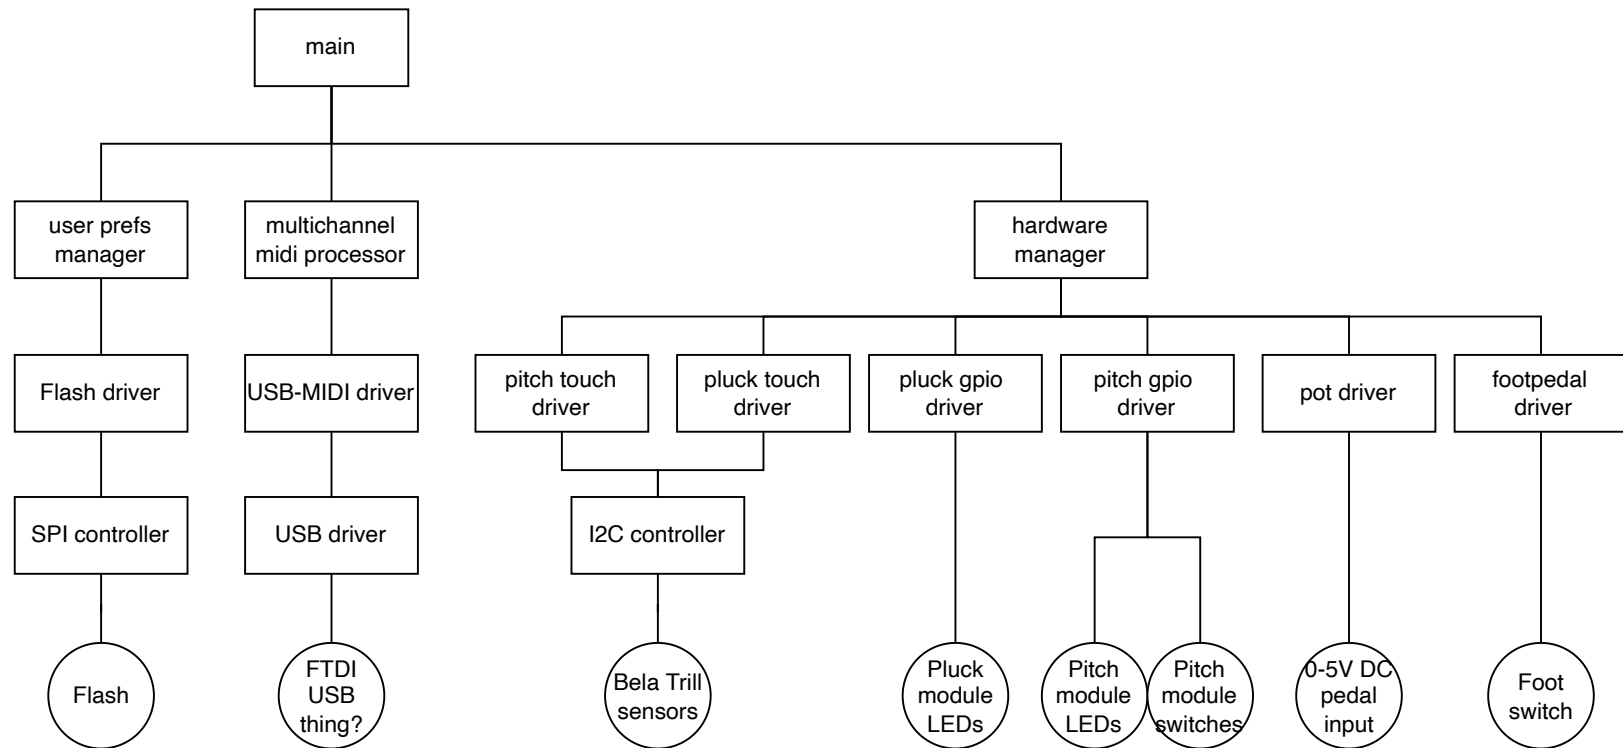 main
user prefs
manager
multichannel
midi processor
hardware
manager
Flash driver
USB-MIDI driver
pitch touch
driver
pluck touch
driver
pluck gpio
driver
pitch gpio
driver
pot driver
footpedal
driver
SPI controller
USB driver
I2C controller
Flash
FTDI
USB
thing?
Bela Trill
sensors
Pluck
module
LEDs
Pitch
module
LEDs
Pitch
module
switches
0-5V DC
pedal
input
Foot
switch